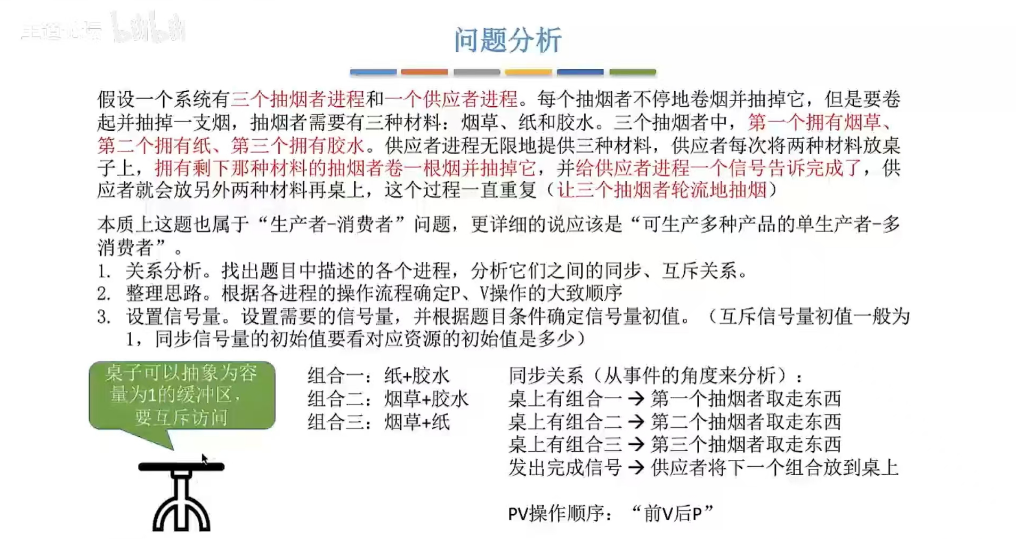 bilibili
问题分析
假设一个系统有三个抽烟者进程和一个供应者进程。每个抽烟者不停地卷烟并抽掉它，但是要卷
起并抽掉一支烟，抽烟者需要有三种材料：烟草、纸和胶水。三个抽烟者中，第一个拥有烟草、
第二个拥有纸、第三个拥有胶水。供应者进程无限地提供三种材料，供应者每次将两种材料放桌
子上，拥有剩下那种材料的抽烟者卷一根烟并抽掉它，并给供应者进程一个信号告诉完成了，供
应者就会放另外两种材料再桌上，这个过程一直重复（让三个抽烟者轮流地抽烟）
本质上这题也属于“生产者-消费者”问题，更详细的说应该是“可生产多种产品的单生产者-多
消费者”。
1. 关系分析。找出题目中描述的各个进程，分析它们之间的同步、互斥关系。
2. 整理思路。根据各进程的操作流程确定P、V操作的大致顺序
3. 设置信号量。设置需要的信号量，并根据题目条件确定信号量初值。（互斥信号量初值一般为
1，同步信号量的初始值要看对应资源的初始值是多少）
桌子可以抽象为容
量为1的缓冲区，
要互斥访问
组合一：纸+胶水
组合二：烟草+胶水
组合三：烟草+纸
同步关系（从事件的角度来分析）：
桌上有组合一 → 第一个抽烟者取走东西
桌上有组合二 → 第二个抽烟者取走东西
桌上有组合三 → 第三个抽烟者取走东西
发出完成信号 → 供应者将下一个组合放到桌上
PV操作顺序：“前V后P”